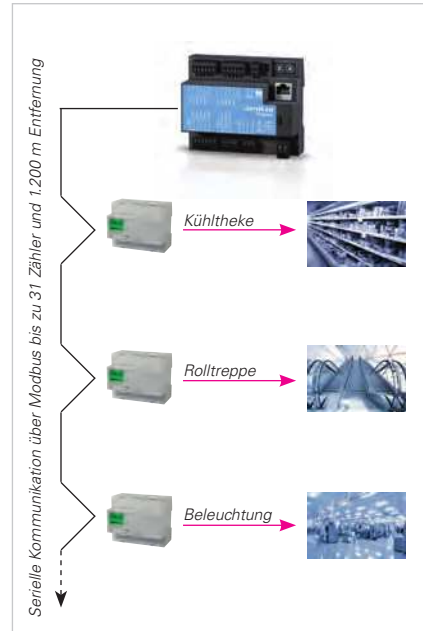 Serielle Kommunikation über Modbus bis zu 31 Zähler und 1.200 m Entfernung
Kühltheke
Rolltreppe
Beleuchtung